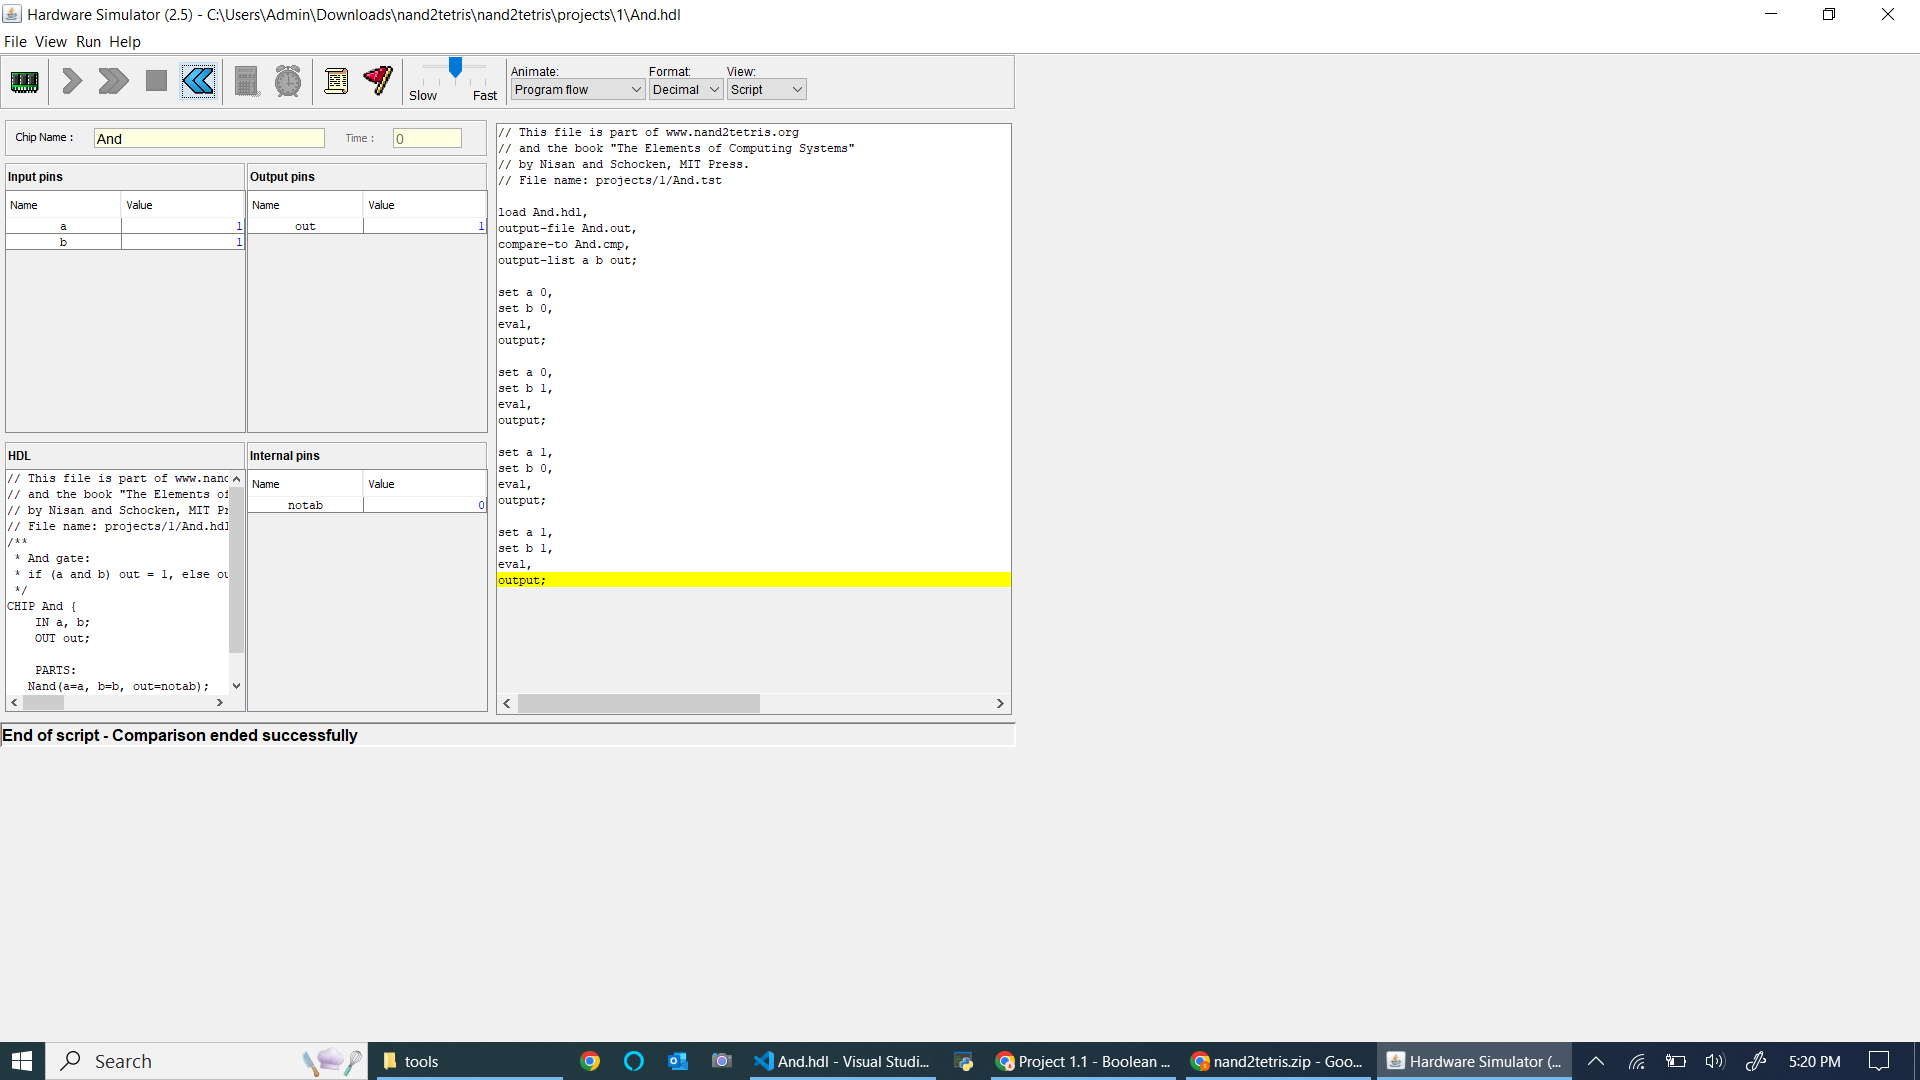 Hardware Simulator (2.5) - C:\Users\Admin\Downloads\nand2tetris\nand2tetris\projects\1\And.hdl
File View Run Help
Slow Fast
Animate: Format: View:
Program flow Decimal Script
Chip Name : And Time : 0
Input pins
Name Value
a 1
b 1
Output pins
Name Value
out 1
HDL
// This file is part of www.nanc
// and the book "The Elements of
// by Nisan and Schocken, MIT Pr
// File name: projects/1/And.hdl
/**
* And gate:
* if (a and b) out = 1, else ou
*/
CHIP And {
IN a, b;
OUT out;
PARTS:
Nand(a=a, b=b, out=notab);
Internal pins
Name Value
notab 0
// This file is part of www.nand2tetris.org
// and the book "The Elements of Computing Systems"
// by Nisan and Schocken, MIT Press.
// File name: projects/1/And.tst
load And.hdl,
output-file And.out,
compare-to And.cmp,
output-list a b out;
set a 0,
set b 0,
eval,
output;
set a 0,
set b 1,
eval,
output;
set a 1,
set b 0,
eval,
output;
set a 1,
set b 1,
eval,
output;
End of script - Comparison ended successfully
Search tools And.hdl - Visual Studi... Project 1.1 - Boolean ... nand2tetris.zip - Goo... Hardware Simulator (... 5:20 PM